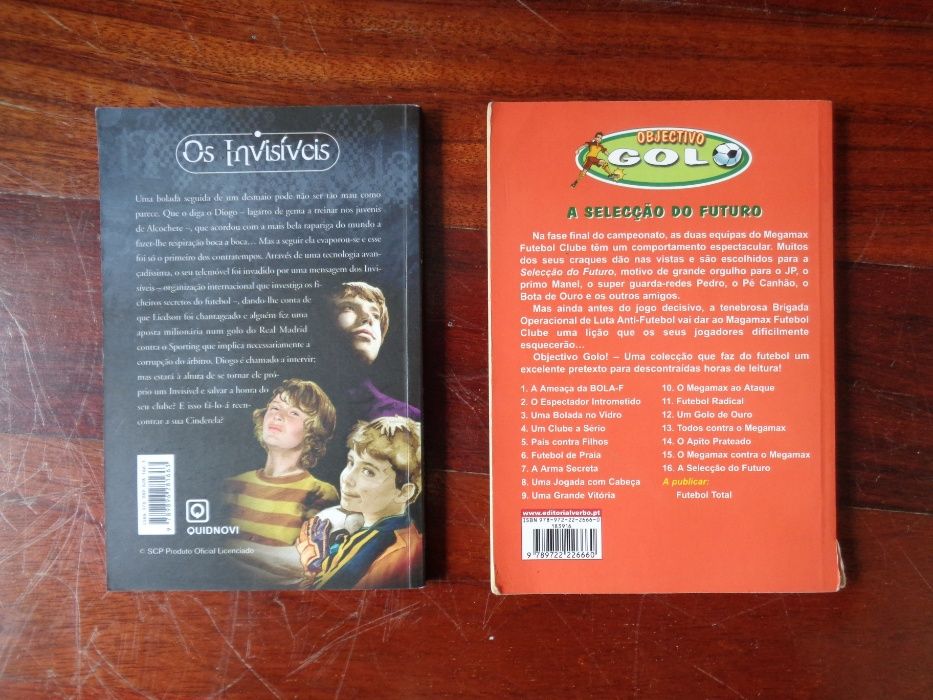 Os Invisíveis
Uma bolada seguida de um desmaio pode não ser tão mau como
parece. Que o diga o Diogo – lagarto de gema a treinar nos juvenis
de Alcochete –, que acordou com a mais bela rapariga do mundo a
fazer-lhe respiração boca a boca... Mas a seguir ela evaporou-se e esse
foi só o primeiro dos contratempos. Através de uma tecnologia avan-
çadíssima, o seu telemóvel foi invadido por uma mensagem dos Invi-
síveis – organização internacional que investiga os fi-
cheiros secretos do futebol –, dando-lhe conta de
que Liedson foi chantageado e alguém fez uma
aposta milionária num golo do Real Madrid
contra o Sporting que implica necessariamente a
corrupção do árbitro. Diogo é chamado a intervir;
mas estará à altura de se tornar ele pró-
prio um Invisível e salvar a honra do
seu clube? E isso fá-lo-á reen-
contrar a sua Cinderela?
QUIDNOVI
© SCP Produto Oficial Licenciado
OBJECTIVO
GOLO
A SELECÇÃO DO FUTURO
Na fase final do campeonato, as duas equipas do Megamax
Futebol Clube têm um comportamento espectacular. Muitos
dos seus craques dão nas vistas e são escolhidos para a
Selecção do Futuro, motivo de grande orgulho para o JP, o
primo Manel, o super guarda-redes Pedro, o Pé Canhão, o
Bota de Ouro e os outros amigos.
Mas ainda antes do jogo decisivo, a tenebrosa Brigada
Operacional de Luta Anti-Futebol vai dar ao Magamax Futebol
Clube uma lição que os seus jogadores dificilmente
esquecerão...
Objectivo Golo! – Uma colecção que faz do futebol um
excelente pretexto para descontraídas horas de leitura!
1. A Ameaça da BOLA-F
2. O Espectador Intrometido
3. Uma Bolada no Vidro
4. Um Clube a Sério
5. Pais contra Filhos
6. Futebol de Praia
7. A Arma Secreta
8. Uma Jogada com Cabeça
9. Uma Grande Vitória
10. O Megamax ao Ataque
11. Futebol Radical
12. Um Golo de Ouro
13. Todos contra o Megamax
14. O Apito Prateado
15. O Megamax contra o Megamax
16. A Selecção do Futuro
A publicar:
Futebol Total
www.editorialverbo.pt
ISBN 978-972-22-2666-0
183916
9 789722 226660